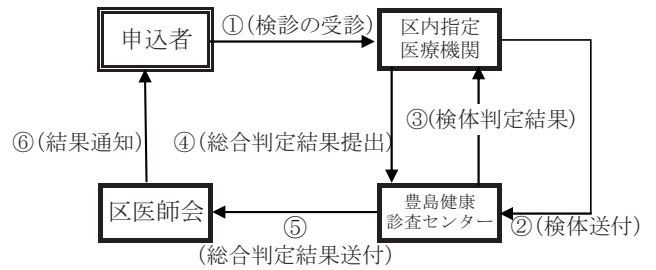 申込者
①(検診の受診)
区内指定
医療機関
③(検体判定結果)
⑥(結果通知)
④(総合判定結果提出)
区医師会
豊島健康
診査センター
⑤
(総合判定結果送付)
②(検体送付)